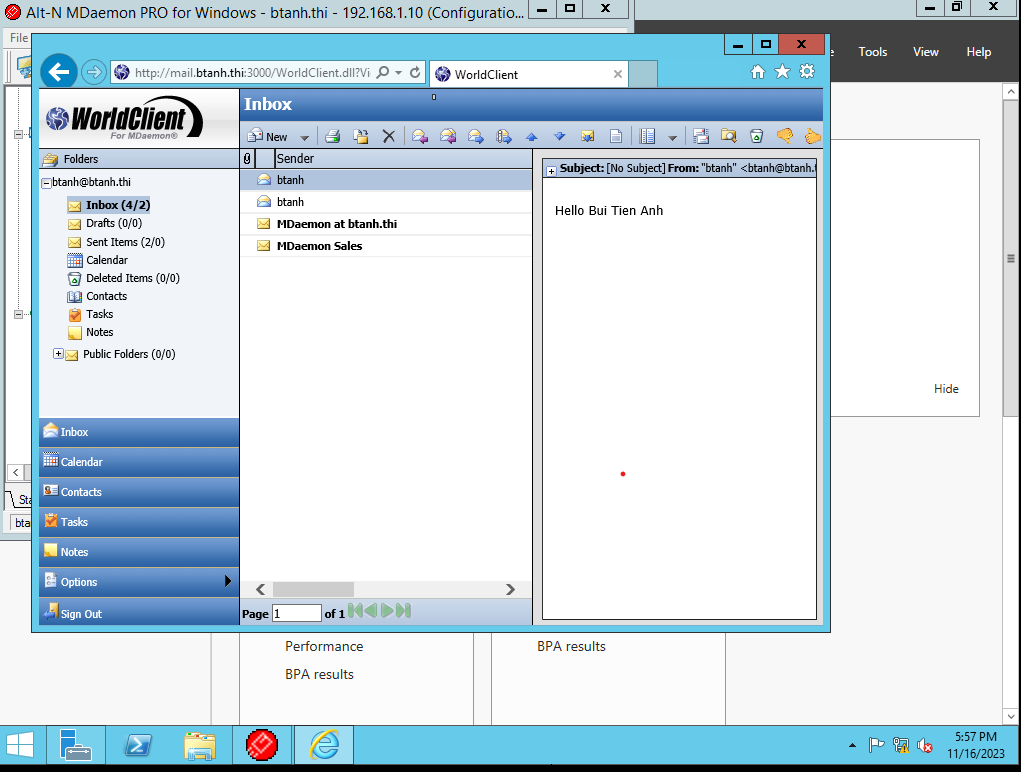 Alt-N MDaemon PRO for Windows - btanh.thi - 192.168.1.10 (Configuratio...
File
Tools
View
Help
http://mail.btanh.thi:3000/WorldClient.dll?Vi
WorldClient
WorldClient
For MDaemon®
Inbox
New
Folders
Sender
btanh@btanh.thi
Inbox (4/2)
Drafts (0/0)
Sent Items (2/0)
Calendar
Deleted Items (0/0)
Contacts
Tasks
Notes
Public Folders (0/0)
btanh
btanh
MDaemon at btanh.thi
MDaemon Sales
Subject: [No Subject] From: "btanh" <btanh@btanh.t
Hello Bui Tien Anh
Hide
Inbox
Calendar
Contacts
Tasks
Notes
Options
Sign Out
Page 1 of 1
Sta
bta
Performance
BPA results
BPA results
5:57 PM
11/16/2023